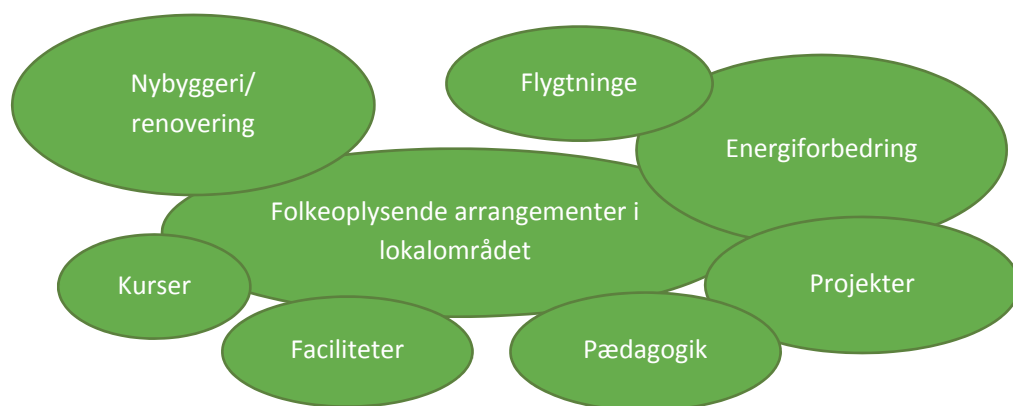 Nybyggeri/
renovering
Flygtninge
Energiforbedring
Folkeoplysende arrangementer i
lokalområdet
Kurser
Projekter
Faciliteter
Pædagogik